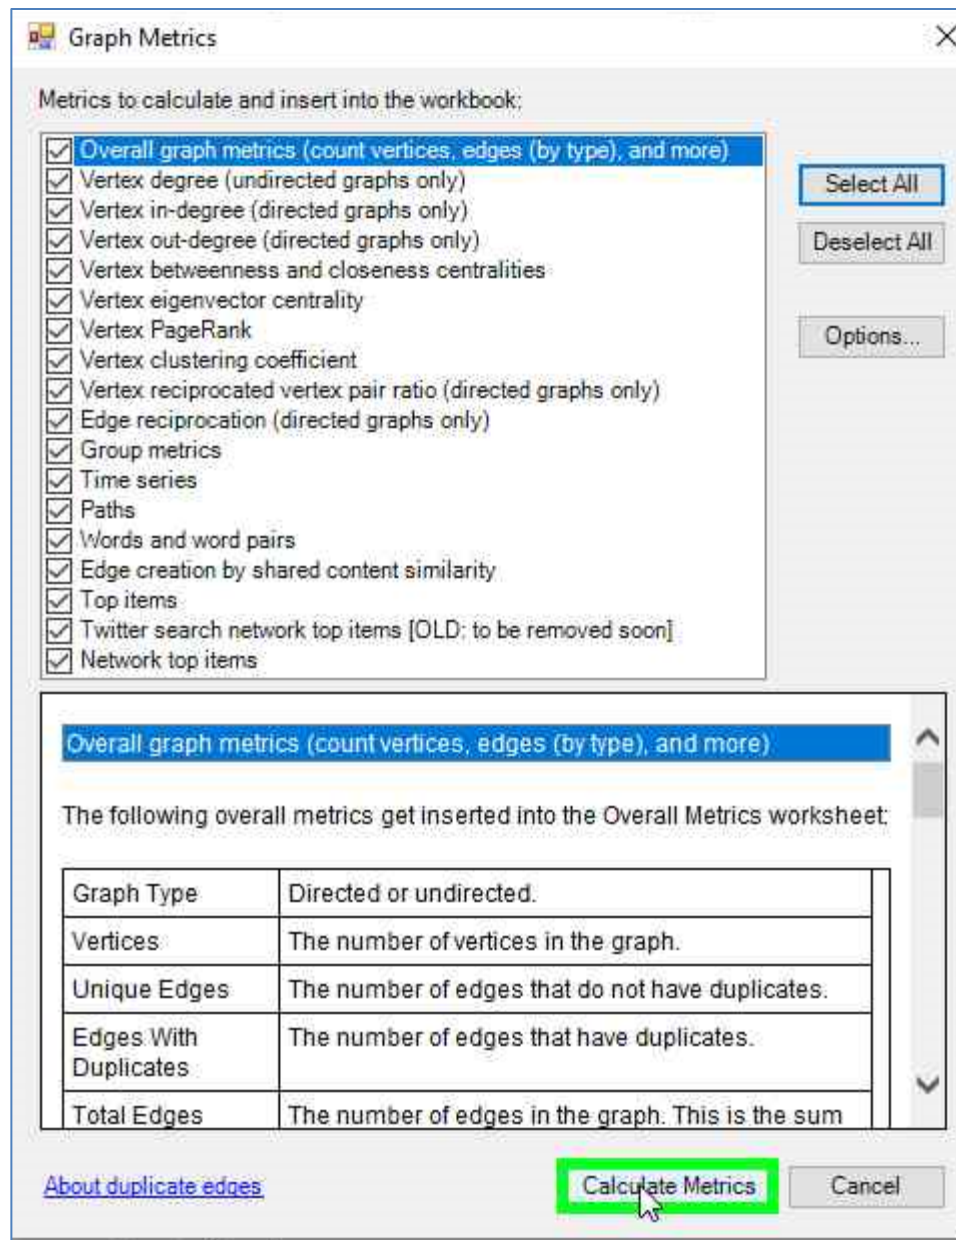 Graph Metrics
Metrics to calculate and insert into the workbook:
Overall graph metrics (count vertices, edges (by type), and more)
Vertex degree (undirected graphs only)
Vertex in-degree (directed graphs only)
Vertex out-degree (directed graphs only)
Vertex betweenness and closeness centralities
Vertex eigenvector centrality
Vertex PageRank
Vertex clustering coefficient
Vertex reciprocated vertex pair ratio (directed graphs only)
Edge reciprocation (directed graphs only)
Group metrics
Time series
Paths
Words and word pairs
Edge creation by shared content similarity
Top items
Twitter search network top items [OLD: to be removed soon]
Network top items
Select All
Deselect All
Options...
Overall graph metrics (count vertices, edges (by type), and more)
The following overall metrics get inserted into the Overall Metrics worksheet:
Graph Type Directed or undirected.
Vertices The number of vertices in the graph.
Unique Edges The number of edges that do not have duplicates.
Edges With The number of edges that have duplicates.
Duplicates
Total Edges The number of edges in the graph. This is the sum
About duplicate edges
Calculate Metrics
Cancel